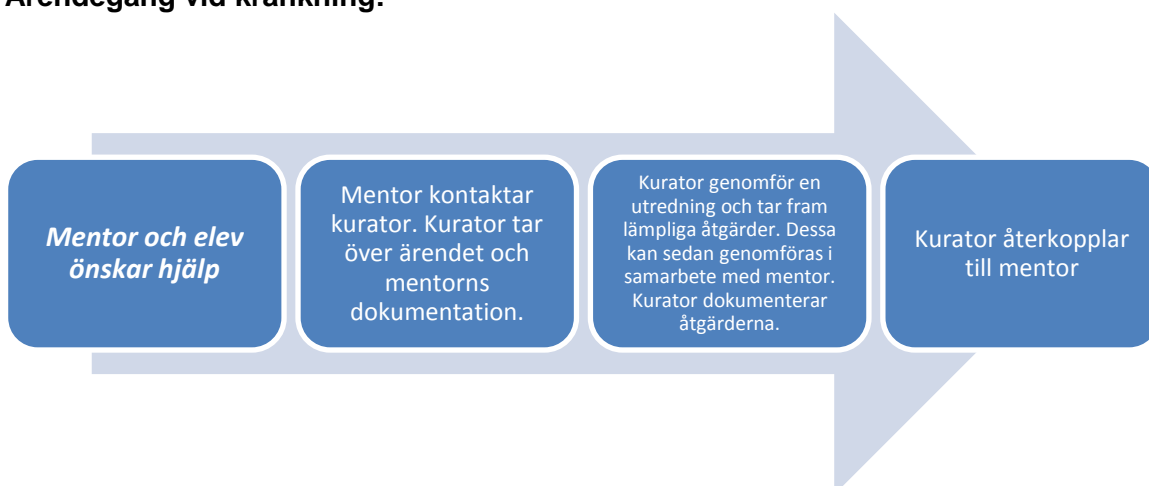 Ärendegång vid kränkning:
Mentor och elev
önskar hjälp
Mentor kontaktar
kurator. Kurator tar
över ärendet och
mentorns
dokumentation.
Kurator genomför en
utredning och tar fram
lämpliga åtgärder. Dessa
kan sedan genomföras i
samarbete med mentor.
Kurator dokumenterar
åtgärderna.
Kurator återkopplar
till mentor